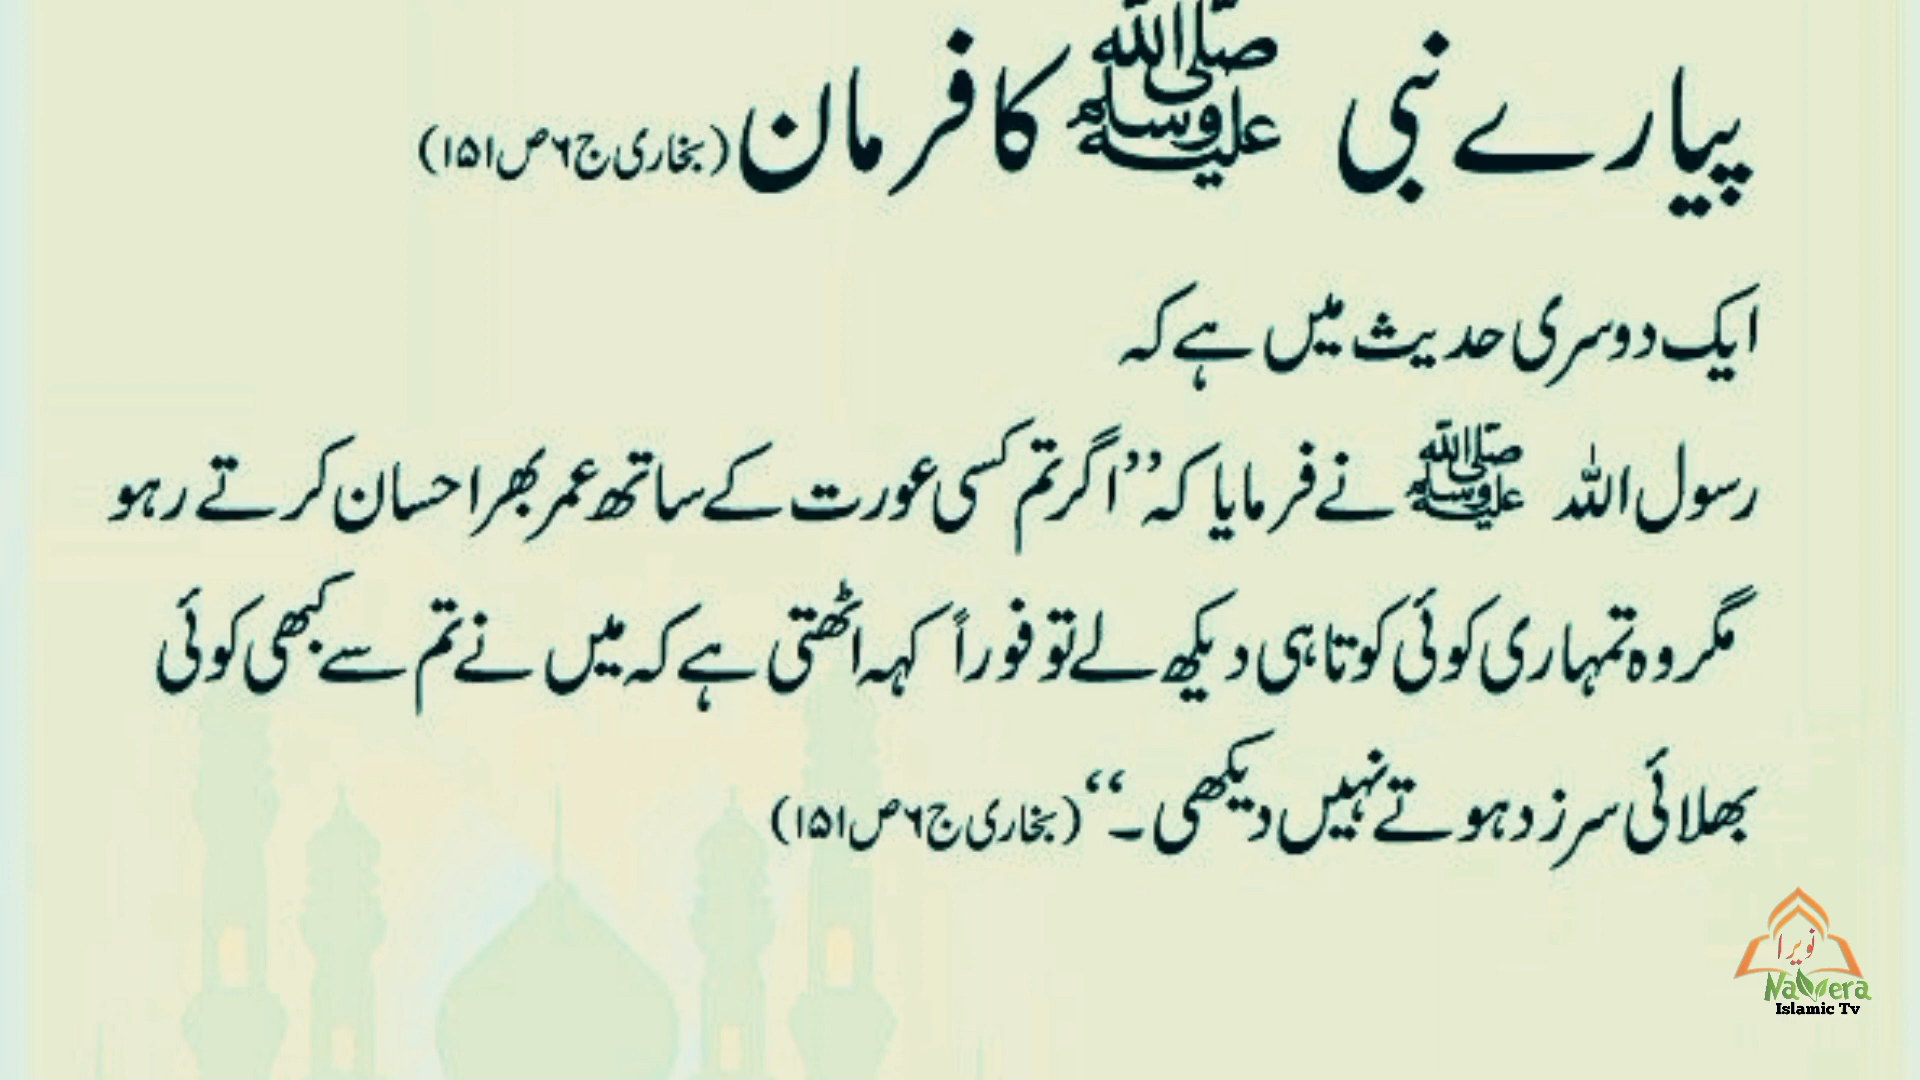 پیارے نبی ﷺ کا فرمان (بخاری ج ۶ ص ۱۵۱)
ایک دوسری حدیث میں ہے کہ
رسول اللہ ﷺ نے فرمایا کہ ’’اگر تم کسی عورت کے ساتھ عمر بھر احسان کرتے رہو
مگر وہ تمہاری کوئی کوتاہی دیکھ لے تو فوراً کہہ اٹھتی ہے کہ میں نے تم سے کبھی کوئی
بھلائی سرزد ہوتے نہیں دیکھی۔‘‘ (بخاری ج ۶ ص ۱۵۱)
نویرا
Nawera
Islamic Tv